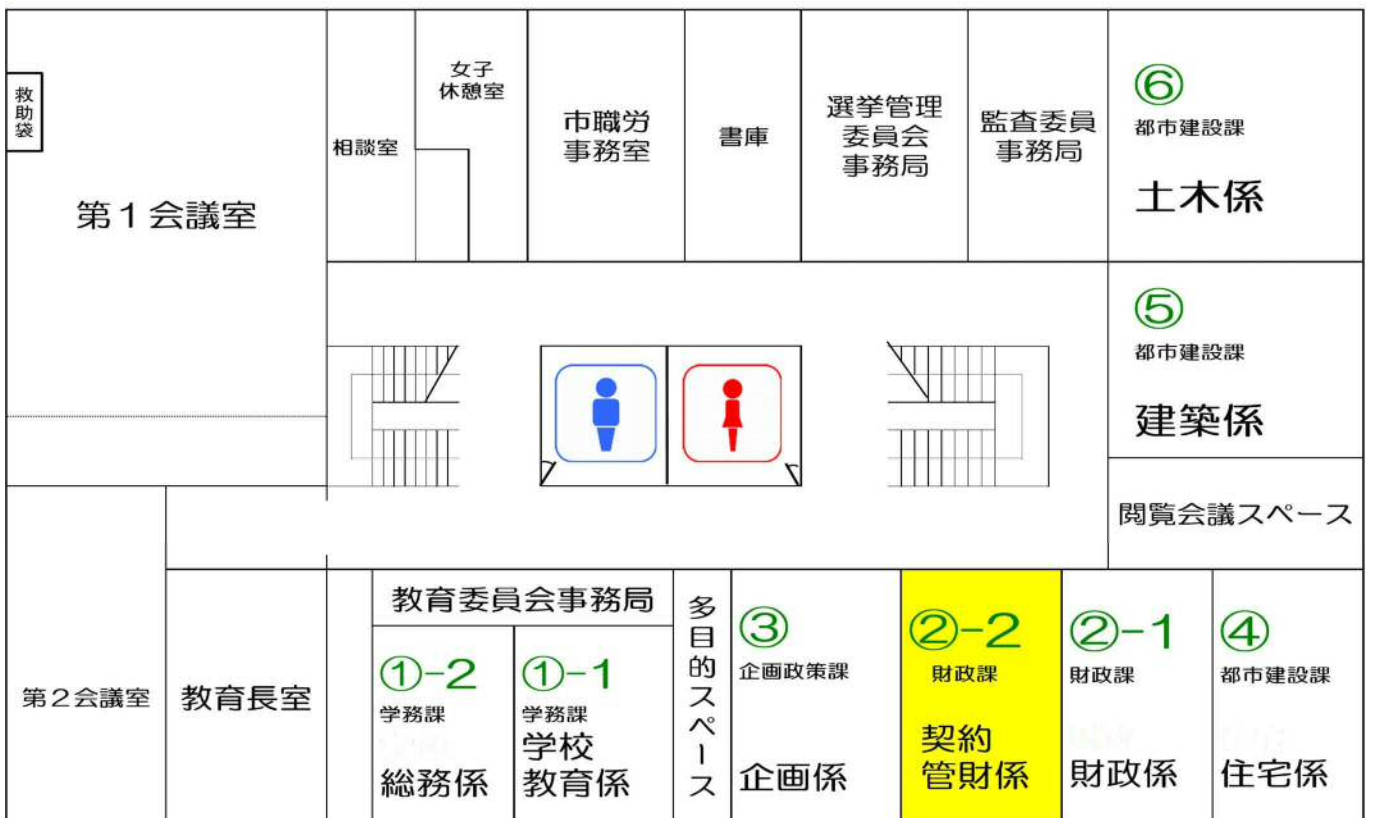 救助袋
第１会議室
相談室
女子
休憩室
市職労
事務室
書庫
選挙管理
委員会
事務局
監査委員
事務局
⑥
都市建設課
土木係
⑤
都市建設課
建築係
閲覧会議スペース
第２会議室
教育長室
教育委員会事務局
①-2
学務課
総務係
①-1
学務課
学校
教育係
多目的スペース
③
企画政策課
企画係
②-2
財政課
契約
管財係
②-1
財政課
財政係
④
都市建設課
住宅係